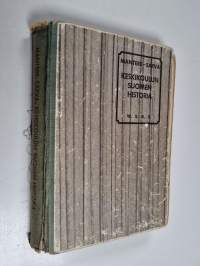 MANTERE—SARVA
KESKIKOULUN
SUOMEN
HISTORIA
W. S. O. Y.